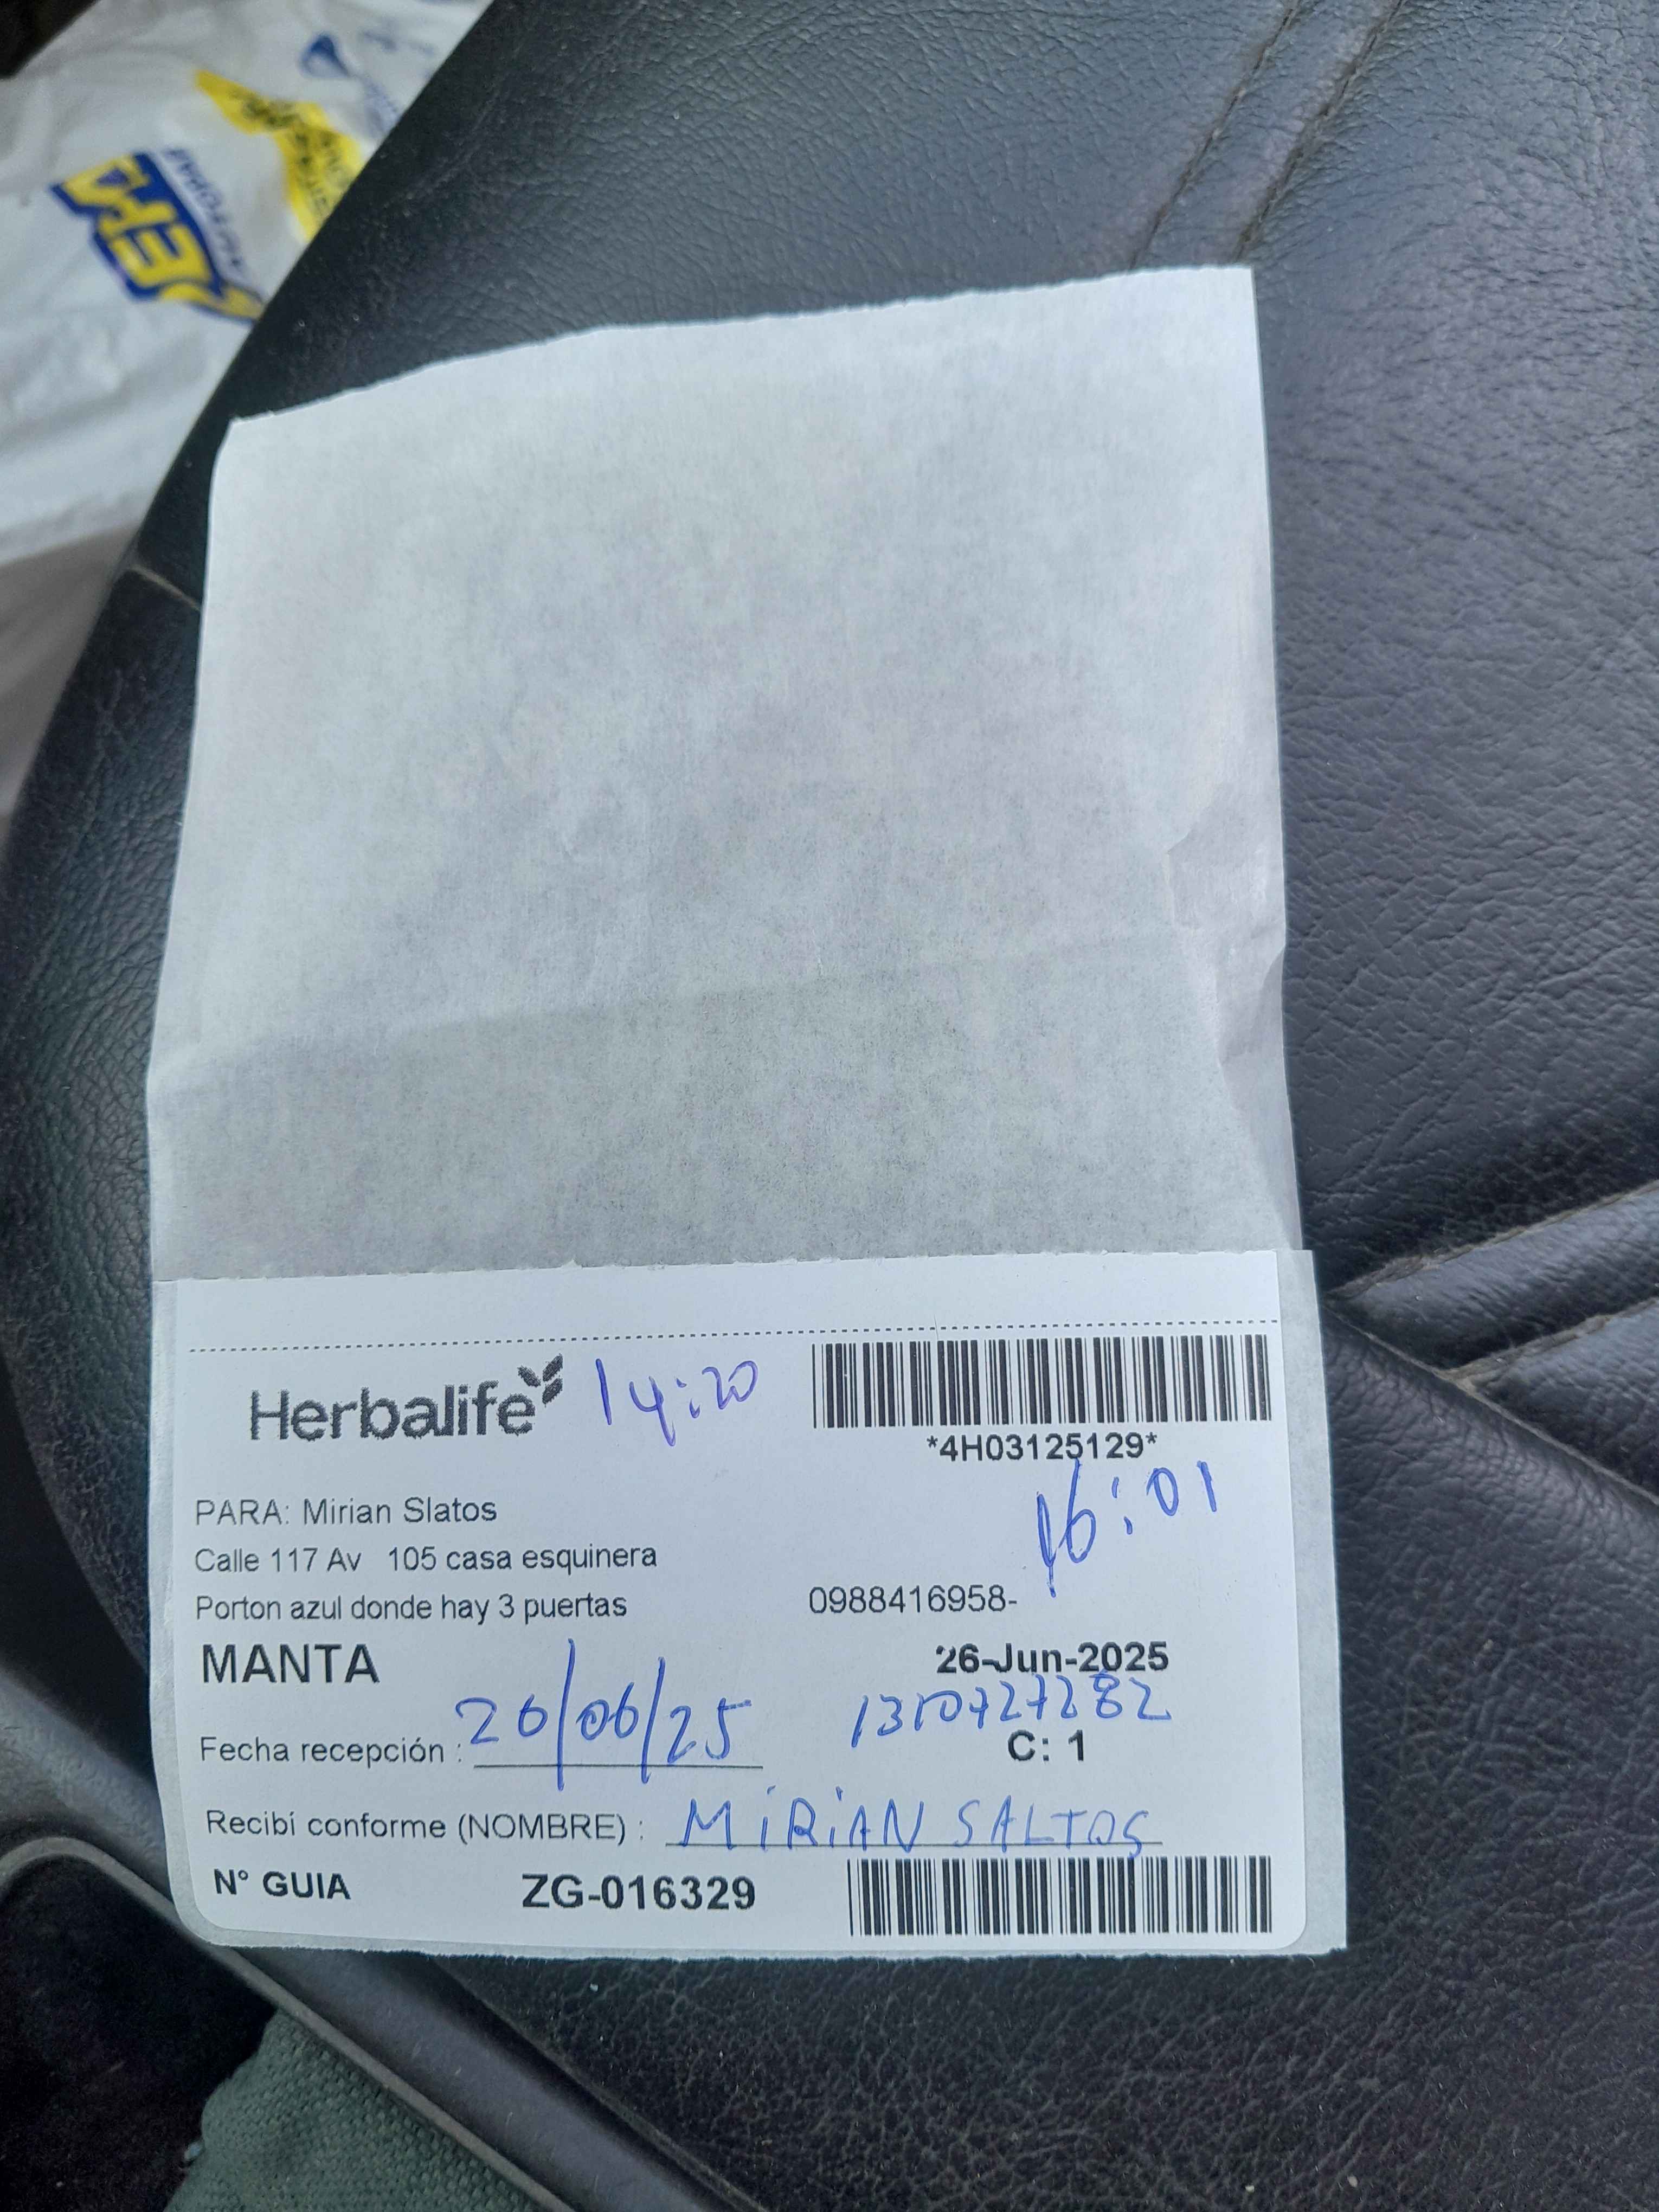 Herbalife 14:20
*4H03125129*
16:01
PARA: Mirian Slatos
Calle 117 Av 105 casa esquinera
Porton azul donde hay 3 puertas 0988416958-
MANTA 26-Jun-2025
1310727282
Fecha recepción : 26/06/25 C: 1
Recibí conforme (NOMBRE) : MiRiAN SALTOS
N° GUIA ZG-016329